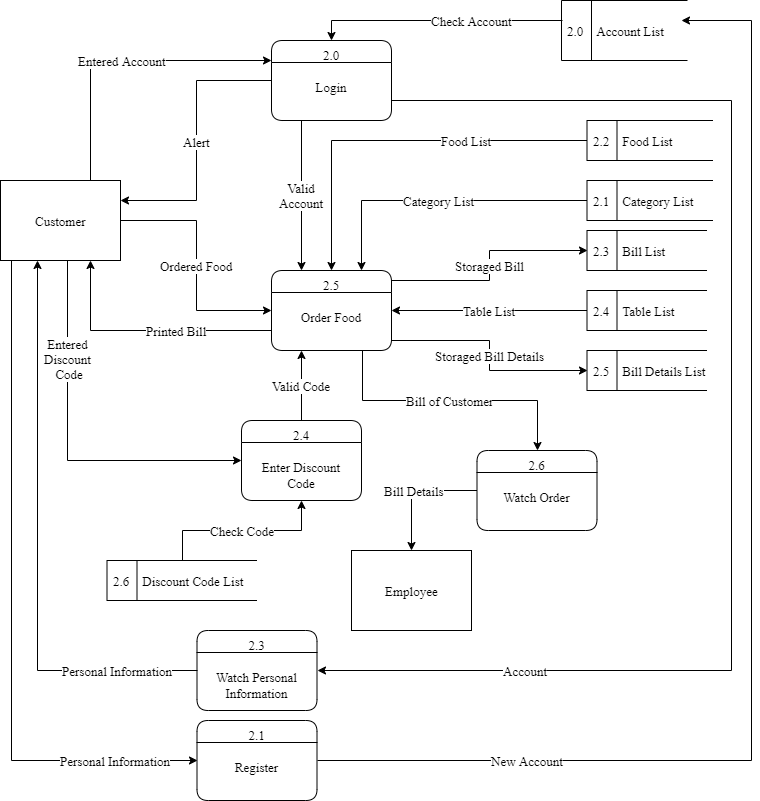 Check Account
2.0
Account List
2.0
Login
Entered Account
Alert
Food List
2.2
Food List
Valid
Account
Category List
2.1
Category List
Customer
Ordered Food
Storaged Bill
2.3
Bill List
2.5
Order Food
Table List
2.4
Table List
Printed Bill
Entered
Discount
Code
Storaged Bill Details
2.5
Bill Details List
Valid Code
Bill of Customer
2.4
Enter Discount
Code
2.6
Watch Order
Bill Details
Check Code
2.6
Discount Code List
Employee
2.3
Watch Personal
Information
Personal Information
Account
2.1
Register
Personal Information
New Account